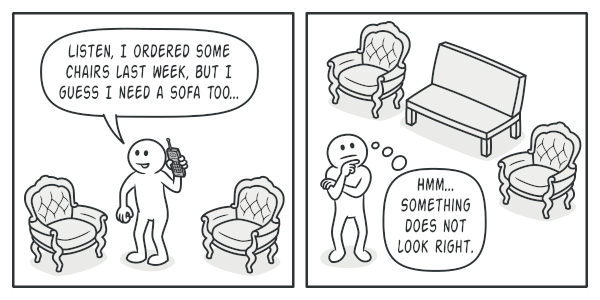 LISTEN, I ORDERED SOME
CHAIRS LAST WEEK, BUT I
GUESS I NEED A SOFA TOO...
HMM...
SOMETHING
DOES NOT
LOOK RIGHT.